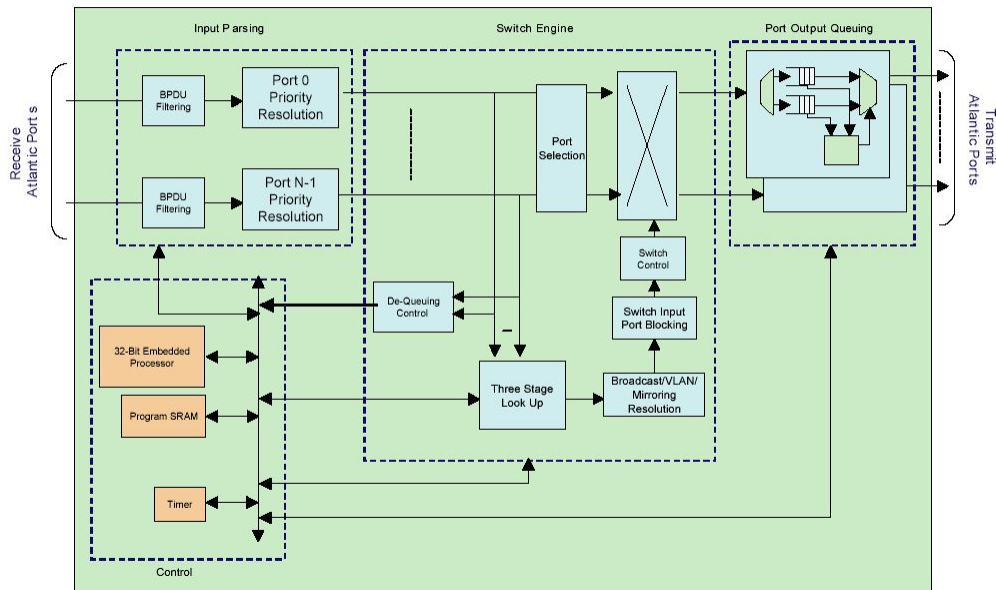 Input Parsing
Switch Engine
Port Output Queuing
Receive
Atlantic Ports
BPDU
Filtering
Port 0
Priority
Resolution
BPDU
Filtering
Port N-1
Priority
Resolution
Port
Selection
Switch
Control
Switch Input
Port Blocking
De-Queuing
Control
Three Stage
Look Up
Broadcast/VLAN/
Mirroring
Resolution
Transmit
Atlantic Ports
32-Bit Embedded
Processor
Program SRAM
Timer
Control